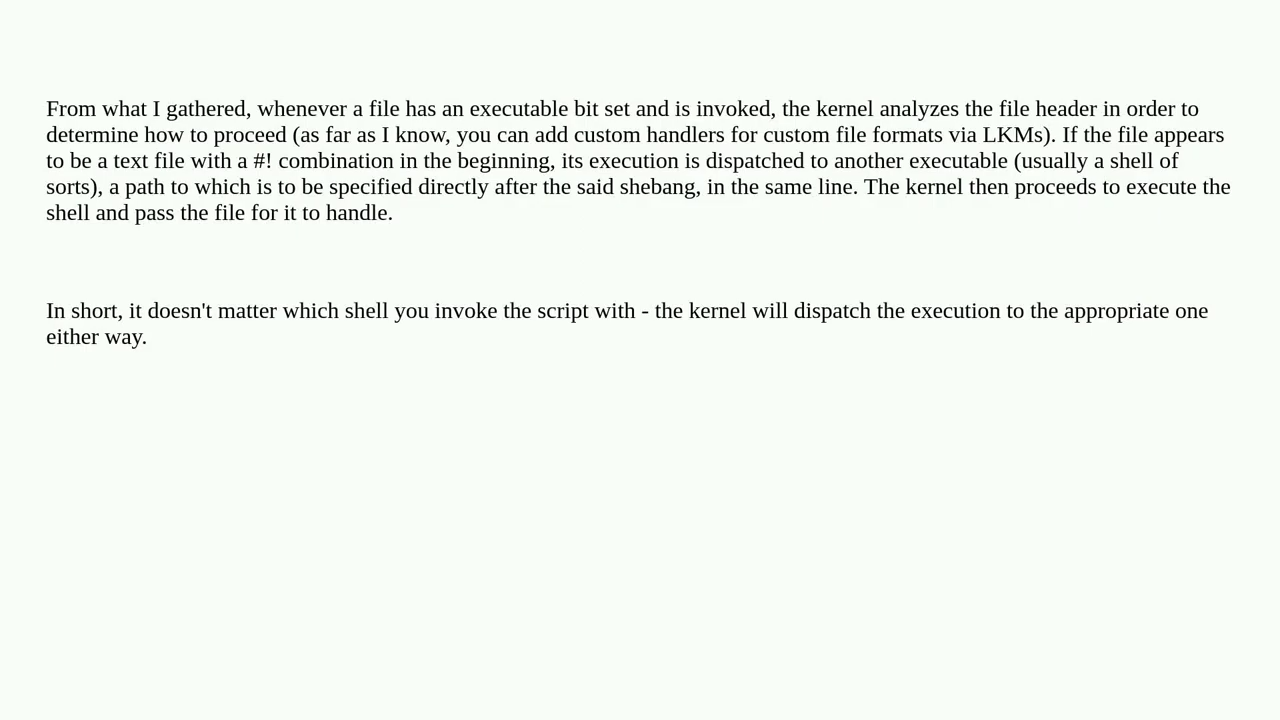 From what I gathered, whenever a file has an executable bit set and is invoked, the kernel analyzes the file header in order to
determine how to proceed (as far as I know, you can add custom handlers for custom file formats via LKMs). If the file appears
to be a text file with a #! combination in the beginning, its execution is dispatched to another executable (usually a shell of
sorts), a path to which is to be specified directly after the said shebang, in the same line. The kernel then proceeds to execute the
shell and pass the file for it to handle.
In short, it doesn't matter which shell you invoke the script with - the kernel will dispatch the execution to the appropriate one
either way.